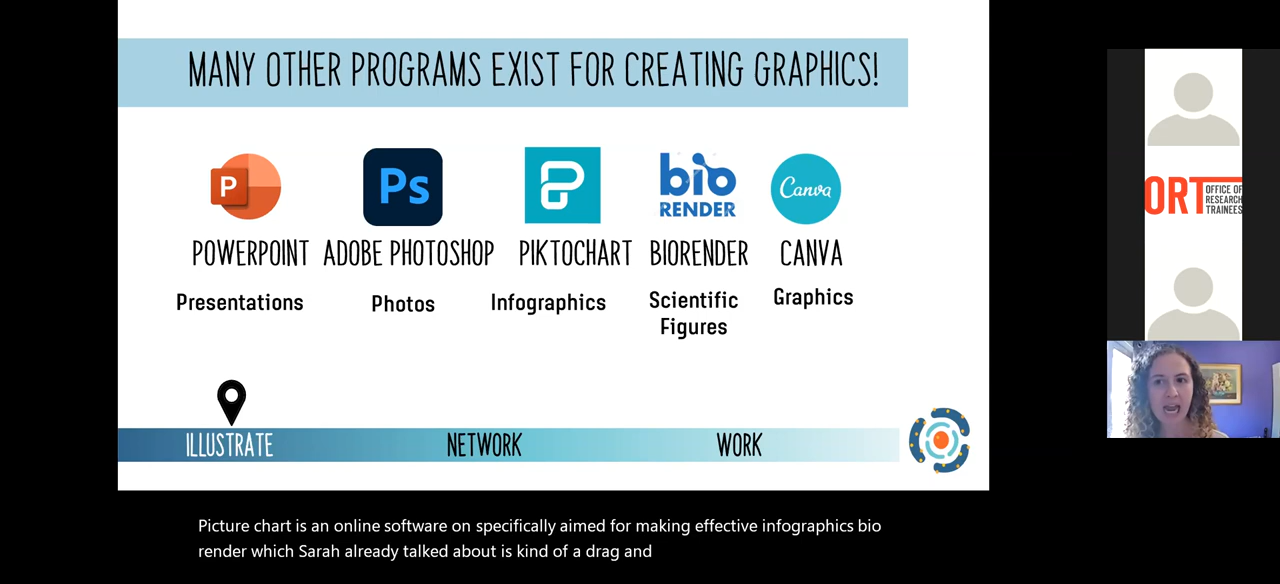 MANY OTHER PROGRAMS EXIST FOR CREATING GRAPHICS!
P
Ps
bio
RENDER
Canva
POWERPOINT
ADOBE PHOTOSHOP
PIKTOCHART
BIORENDER
CANVA
Presentations
Photos
Infographics
Scientific
Figures
Graphics
ILLUSTRATE
NETWORK
WORK
ORT
OFFICE OF
RESEARCH
TRAINEES
Picture chart is an online software on specifically aimed for making effective infographics bio
render which Sarah already talked about is kind of a drag and